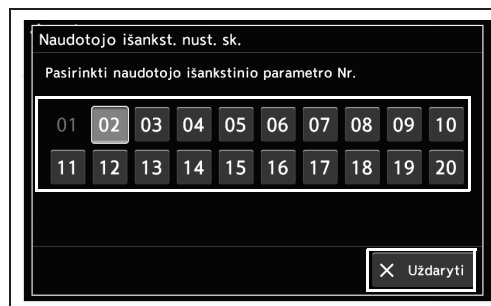 Naudotojo išankst. nust. sk.
Pasirinkti naudotojo išankstinio parametro Nr.
01 02 03 04 05 06 07 08 09 10
11 12 13 14 15 16 17 18 19 20
× Uždaryti